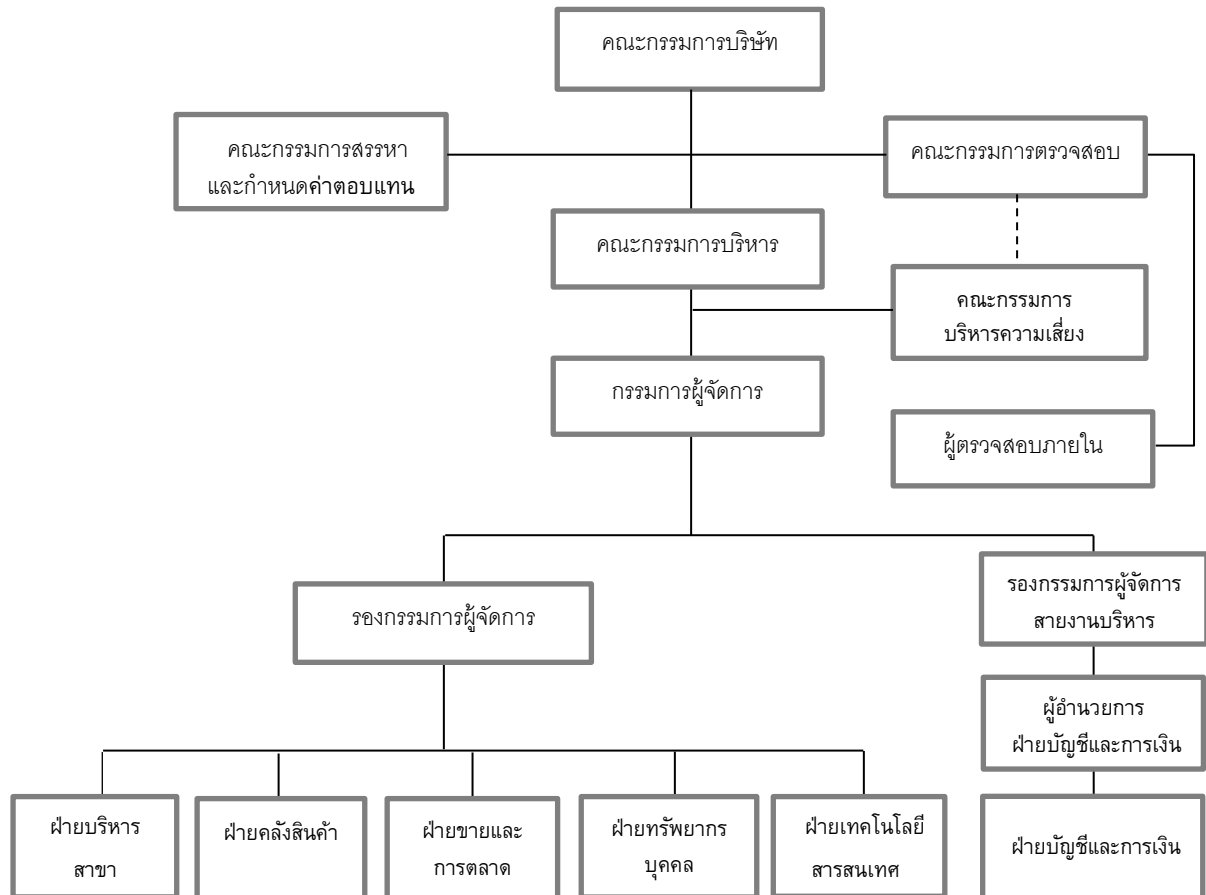 คณะกรรมการบริษัท
คณะกรรมการสรรหา
และกำหนดค่าตอบแทน
คณะกรรมการตรวจสอบ
คณะกรรมการบริหาร
คณะกรรมการ
บริหารความเสี่ยง
กรรมการผู้จัดการ
ผู้ตรวจสอบภายใน
รองกรรมการผู้จัดการ
รองกรรมการผู้จัดการ
สายงานบริหาร
ผู้อำนวยการ
ฝ่ายบัญชีและการเงิน
ฝ่ายบริหาร
สาขา
ฝ่ายคลังสินค้า
ฝ่ายขายและ
การตลาด
ฝ่ายทรัพยากร
บุคคล
ฝ่ายเทคโนโลยี
สารสนเทศ
ฝ่ายบัญชีและการเงิน